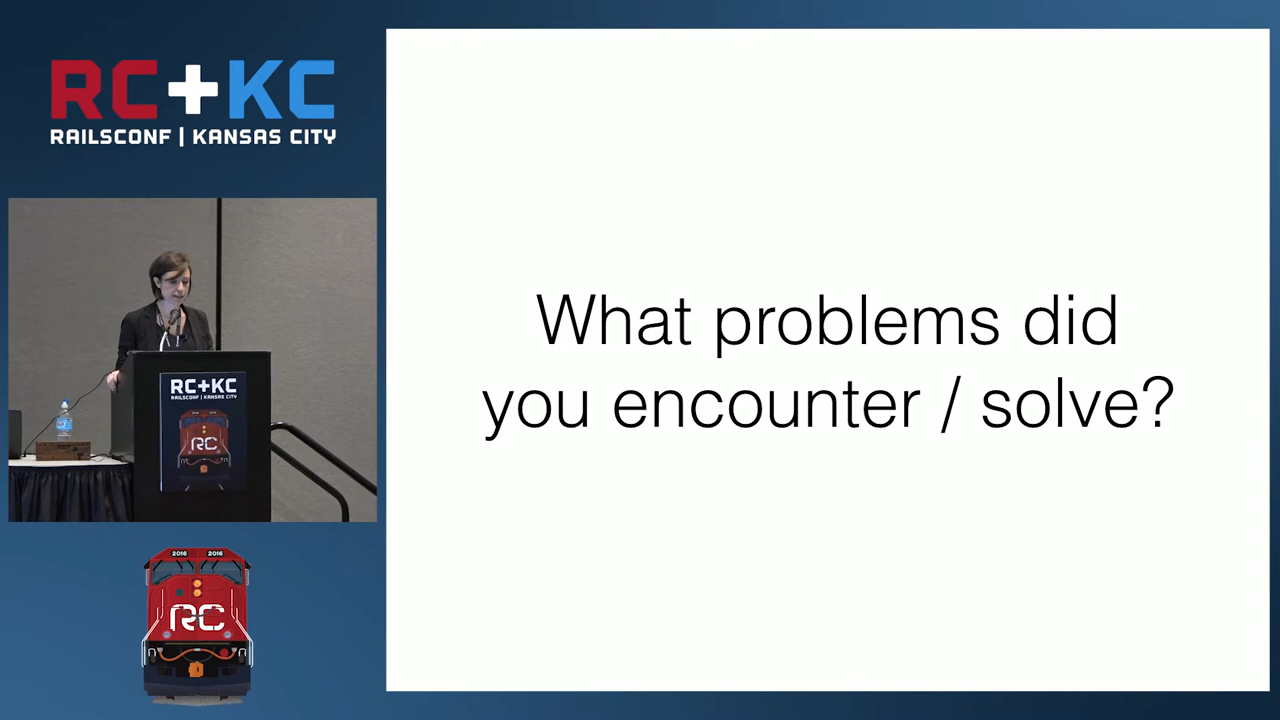 RC+KC
RAILSCONF | KANSAS CITY
What problems did
you encounter / solve?
RC+KC
RAILSCONF | KANSAS CITY
RC
2016 2016
RC